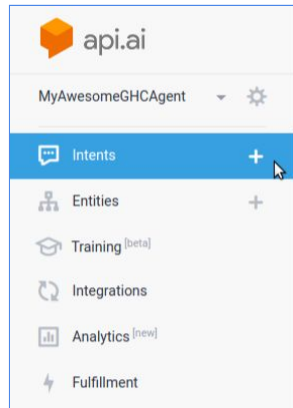 api.ai
MyAwesomeGHCAgent
Intents +
Entities +
Training [beta]
Integrations
Analytics [new]
Fulfillment